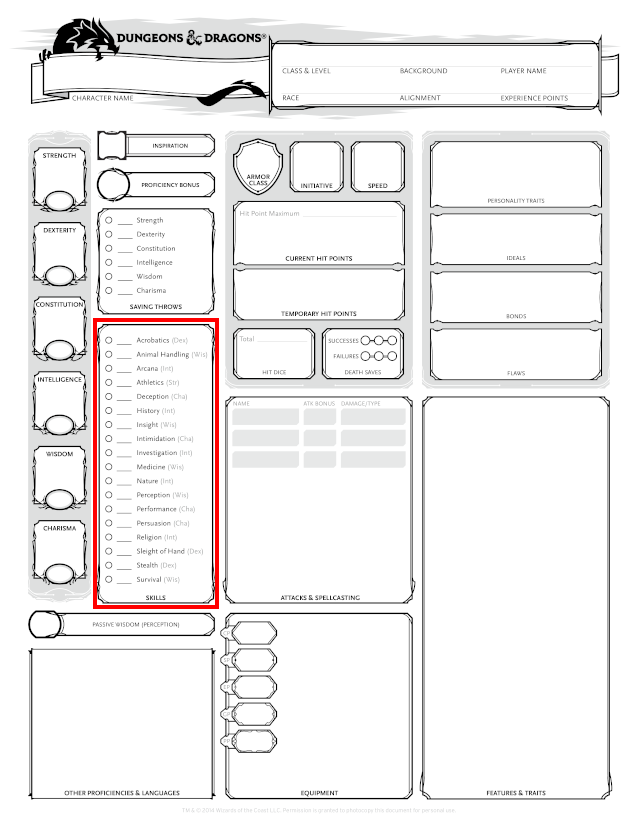 DUNGEONS & DRAGONS®
CHARACTER NAME
CLASS & LEVEL
BACKGROUND
PLAYER NAME
RACE
ALIGNMENT
EXPERIENCE POINTS
STRENGTH
DEXTERITY
CONSTITUTION
INTELLIGENCE
WISDOM
CHARISMA
INSPIRATION
PROFICIENCY BONUS
Strength
Dexterity
Constitution
Intelligence
Wisdom
Charisma
SAVING THROWS
Acrobatics (Dex)
Animal Handling (Wis)
Arcana (Int)
Athletics (Str)
Deception (Cha)
History (Int)
Insight (Wis)
Intimidation (Cha)
Investigation (Int)
Medicine (Wis)
Nature (Int)
Perception (Wis)
Performance (Cha)
Persuasion (Cha)
Religion (Int)
Sleight of Hand (Dex)
Stealth (Dex)
Survival (Wis)
SKILLS
PASSIVE WISDOM (PERCEPTION)
OTHER PROFICIENCIES & LANGUAGES
ARMOR
CLASS
INITIATIVE
SPEED
Hit Point Maximum
CURRENT HIT POINTS
TEMPORARY HIT POINTS
Total
HIT DICE
SUCCESSES
FAILURES
DEATH SAVES
NAME
ATK BONUS
DAMAGE/TYPE
ATTACKS & SPELLCASTING
EQUIPMENT
PERSONALITY TRAITS
IDEALS
BONDS
FLAWS
FEATURES & TRAITS
TM & © 2014 Wizards of the Coast LLC. Permission is granted to photocopy this document for personal use.